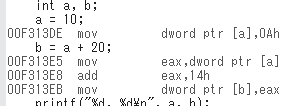 int a, b;
a = 10;
00F313DE mov dword ptr [a],0Ah
b = a + 20;
00F313E5 mov eax,dword ptr [a]
00F313E8 add eax,14h
00F313EB mov dword ptr [b],eax
printf("%d, %d¥n", a, b);